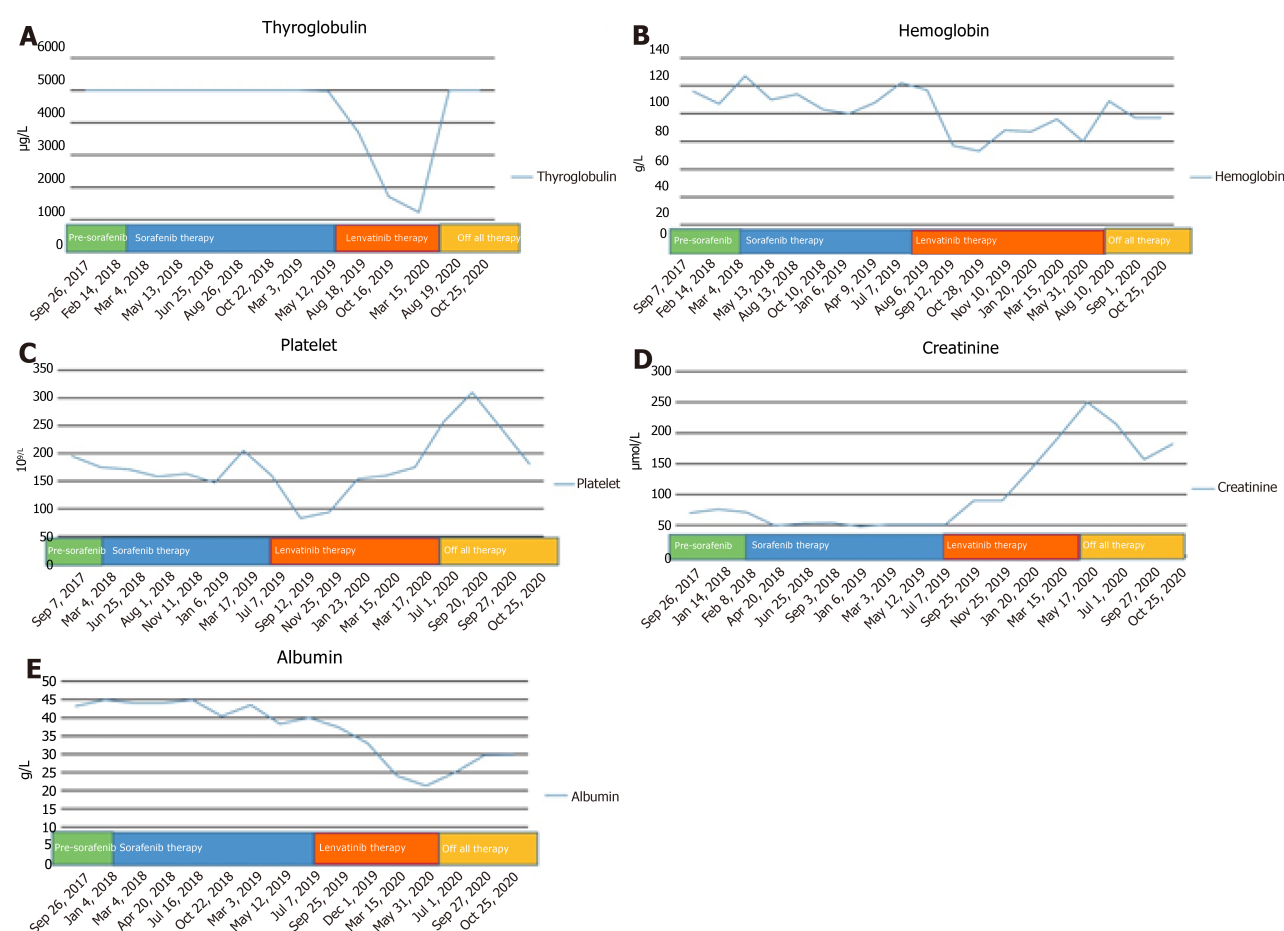 A
Thyroglobulin
6000
5000
4000
3000
2000
1000
0
µg/L
Thyroglobulin
Pre-sorafenib
Sorafenib therapy
Lenvatinib therapy
Off all therapy
Sep 26, 2017
Feb 14, 2018
Mar 4, 2018
May 13, 2018
Jun 25, 2018
Aug 26, 2018
Oct 22, 2018
Mar 3, 2019
May 12, 2019
Aug 18, 2019
Oct 16, 2019
Mar 15, 2020
Aug 19, 2020
Oct 25, 2020
B
Hemoglobin
140
120
100
80
60
40
20
0
g/L
Hemoglobin
Pre-sorafenib
Sorafenib therapy
Lenvatinib therapy
Off all therapy
Sep 7, 2017
Feb 14, 2018
Mar 4, 2018
May 13, 2018
Aug 13, 2018
Oct 10, 2018
Jan 6, 2019
Apr 9, 2019
Jul 7, 2019
Aug 6, 2019
Sep 12, 2019
Oct 28, 2019
Nov 10, 2019
Jan 20, 2020
Mar 15, 2020
May 31, 2020
Aug 10, 2020
Sep 1, 2020
Oct 25, 2020
C
Platelet
350
300
250
200
150
100
50
0
10⁹/L
Platelet
Pre-sorafenib
Sorafenib therapy
Lenvatinib therapy
Off all therapy
Sep 7, 2017
Mar 4, 2018
Jun 25, 2018
Aug 1, 2018
Nov 11, 2018
Jan 6, 2019
Mar 17, 2019
Jul 7, 2019
Sep 12, 2019
Nov 25, 2019
Jan 23, 2020
Mar 15, 2020
Mar 17, 2020
Jul 1, 2020
Sep 20, 2020
Sep 27, 2020
Oct 25, 2020
D
Creatinine
300
250
200
150
100
50
0
µmol/L
Creatinine
Pre-sorafenib
Sorafenib therapy
Lenvatinib therapy
Off all therapy
Sep 26, 2017
Jan 14, 2018
Feb 8, 2018
Apr 20, 2018
Jun 25, 2018
Sep 3, 2018
Jan 6, 2019
Mar 3, 2019
May 12, 2019
Jul 7, 2019
Sep 25, 2019
Nov 25, 2019
Jan 20, 2020
Mar 15, 2020
May 17, 2020
Jul 1, 2020
Sep 27, 2020
Oct 25, 2020
E
Albumin
50
45
40
35
30
25
20
15
10
5
0
g/L
Albumin
Pre-sorafenib
Sorafenib therapy
Lenvatinib therapy
Off all therapy
Sep 26, 2017
Jan 4, 2018
Mar 4, 2018
Apr 20, 2018
Jul 16, 2018
Oct 22, 2018
Mar 3, 2019
May 12, 2019
Jul 7, 2019
Sep 25, 2019
Dec 1, 2019
Mar 15, 2020
May 31, 2020
Jul 1, 2020
Sep 27, 2020
Oct 25, 2020